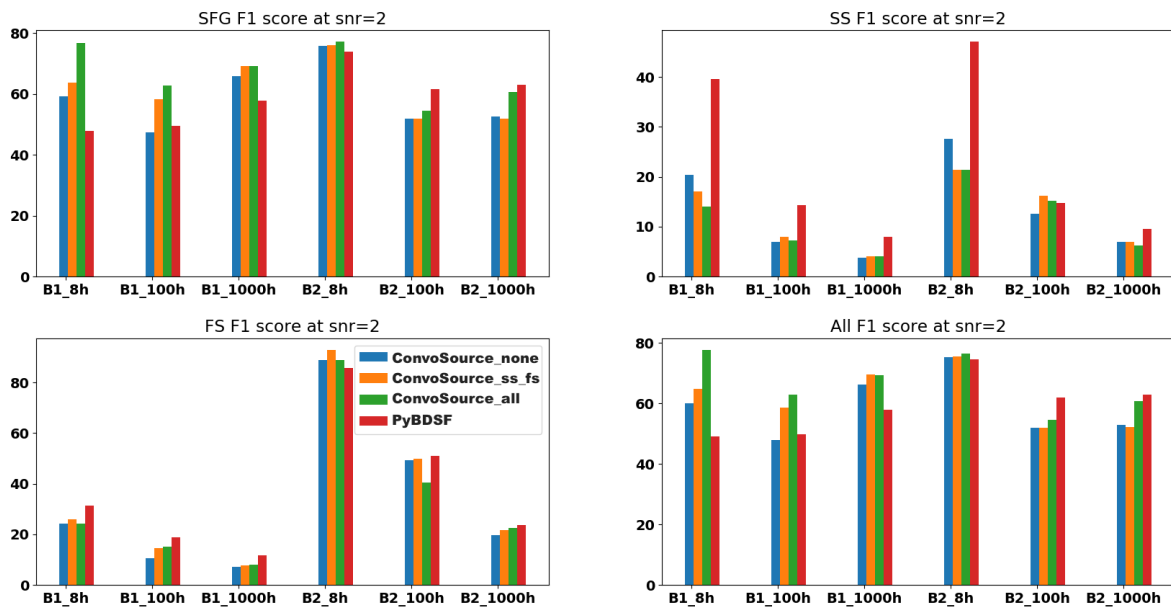 SFG F1 score at snr=2
80
60
40
20
0
B1_8h B1_100h B1_1000h B2_8h B2_100h B2_1000h
SS F1 score at snr=2
40
30
20
10
0
B1_8h B1_100h B1_1000h B2_8h B2_100h B2_1000h
FS F1 score at snr=2
80
60
40
20
0
ConvoSource_none
ConvoSource_ss_fs
ConvoSource_all
PyBDSF
B1_8h B1_100h B1_1000h B2_8h B2_100h B2_1000h
All F1 score at snr=2
80
60
40
20
0
B1_8h B1_100h B1_1000h B2_8h B2_100h B2_1000h